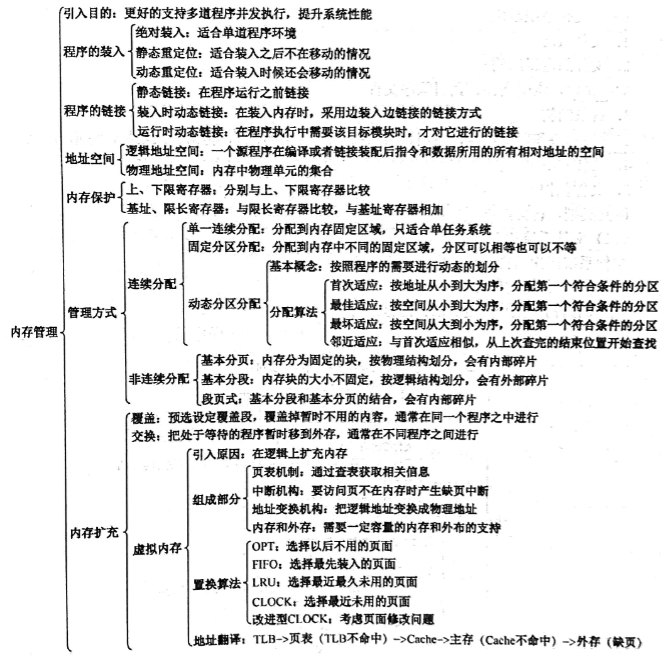 引入目的：更好的支持多道程序并发执行，提升系统性能
程序的装入
绝对装入：适合单道程序环境
静态重定位：适合装入之后不在移动的情况
动态重定位：适合装入时候还会移动的情况
程序的链接
静态链接：在程序运行之前链接
装入时动态链接：在装入内存时，采用边装入边链接的链接方式
运行时动态链接：在程序执行中需要该目标模块时，才对它进行的链接
地址空间
逻辑地址空间：一个源程序在编译或者链接装配后指令和数据所用的所有相对地址的空间
物理地址空间：内存中物理单元的集合
内存保护
上、下限寄存器：分别与上、下限寄存器比较
基址、限长寄存器：与限长寄存器比较，与基址寄存器相加
内存管理
管理方式
连续分配
单一连续分配：分配到内存固定区域，只适合单任务系统
固定分区分配：分配到内存中不同的固定区域，分区可以相等也可以不等
动态分区分配
基本概念：按照程序的需要进行动态的划分
分配算法
首次适应：按地址从小到大为序，分配第一个符合条件的分区
最佳适应：按空间从小到大为序，分配第一个符合条件的分区
最坏适应：按空间从大到小为序，分配第一个符合条件的分区
邻近适应：与首次适应相似，从上次查完的结束位置开始查找
非连续分配
基本分页：内存分为固定的块，按物理结构划分，会有内部碎片
基本分段：内存块的大小不固定，按逻辑结构划分，会有外部碎片
段页式：基本分段和基本分页的结合，会有内部碎片
内存扩充
覆盖：预选设定覆盖段，覆盖掉暂时不用的内容，通常在同一个程序之中进行
交换：把处于等待的程序暂时移到外存，通常在不同程序之间进行
虚拟内存
引入原因：在逻辑上扩充内存
组成部分
页表机制：通过查表获取相关信息
中断机构：要访问页不在内存时产生缺页中断
地址变换机构：把逻辑地址变换成物理地址
内存和外存：需要一定容量的内存和外布的支持
置换算法
OPT：选择以后不用的页面
FIFO：选择最先装入的页面
LRU：选择最近最久未用的页面
CLOCK：选择最近未用的页面
改进型CLOCK：考虑页面修改问题
地址翻译：TLB->页表（TLB不命中）->Cache->主存（Cache不命中）->外存（缺页）